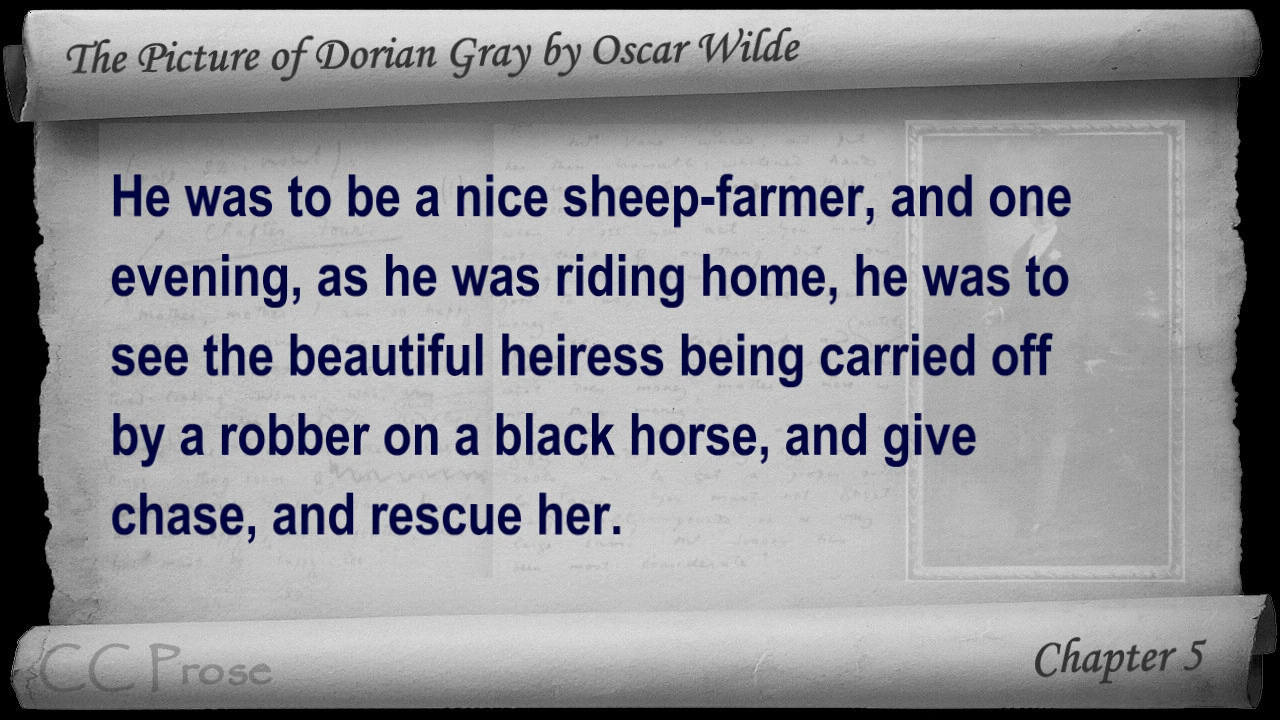 The Picture of Dorian Gray by Oscar Wilde
He was to be a nice sheep-farmer, and one
evening, as he was riding home, he was to
see the beautiful heiress being carried off
by a robber on a black horse, and give
chase, and rescue her.
CC Prose
Chapter 5